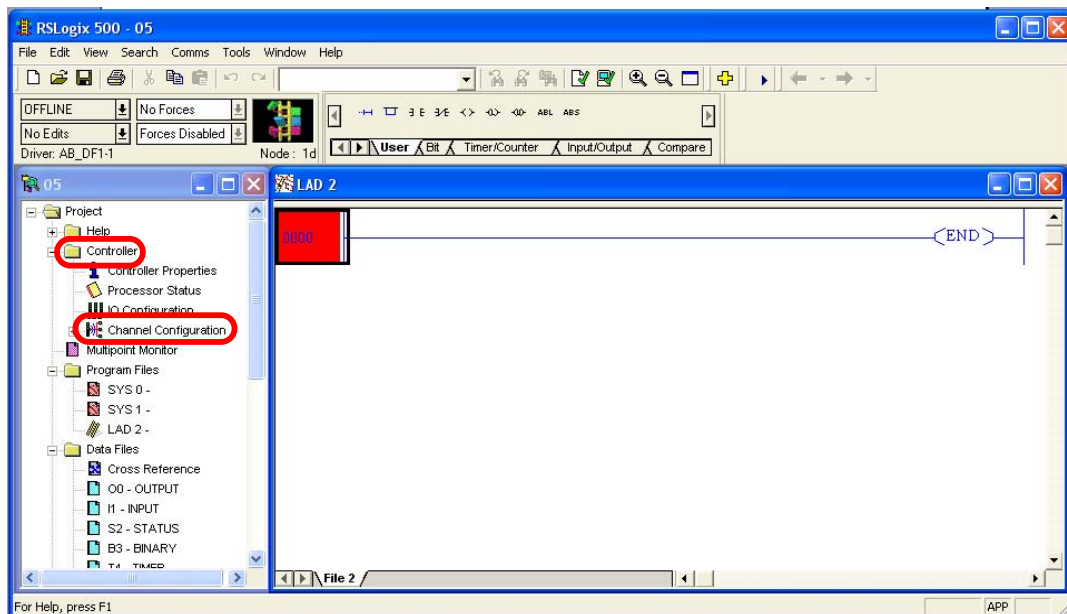 RSLogix 500 - 05
File Edit View Search Comms Tools Window Help
OFFLINE No Forces
No Edits Forces Disabled
Driver: AB_DF1-1 Node: 1d
ABL ABS
User Bit Timer/Counter Input/Output Compare
05
Project
Help
Controller
Controller Properties
Processor Status
IO Configuration
Channel Configuration
Multipoint Monitor
Program Files
SYS 0 -
SYS 1 -
LAD 2 -
Data Files
Cross Reference
O0 - OUTPUT
I1 - INPUT
S2 - STATUS
B3 - BINARY
T4 - TIMER
LAD 2
0000
END
File 2
For Help, press F1
APP